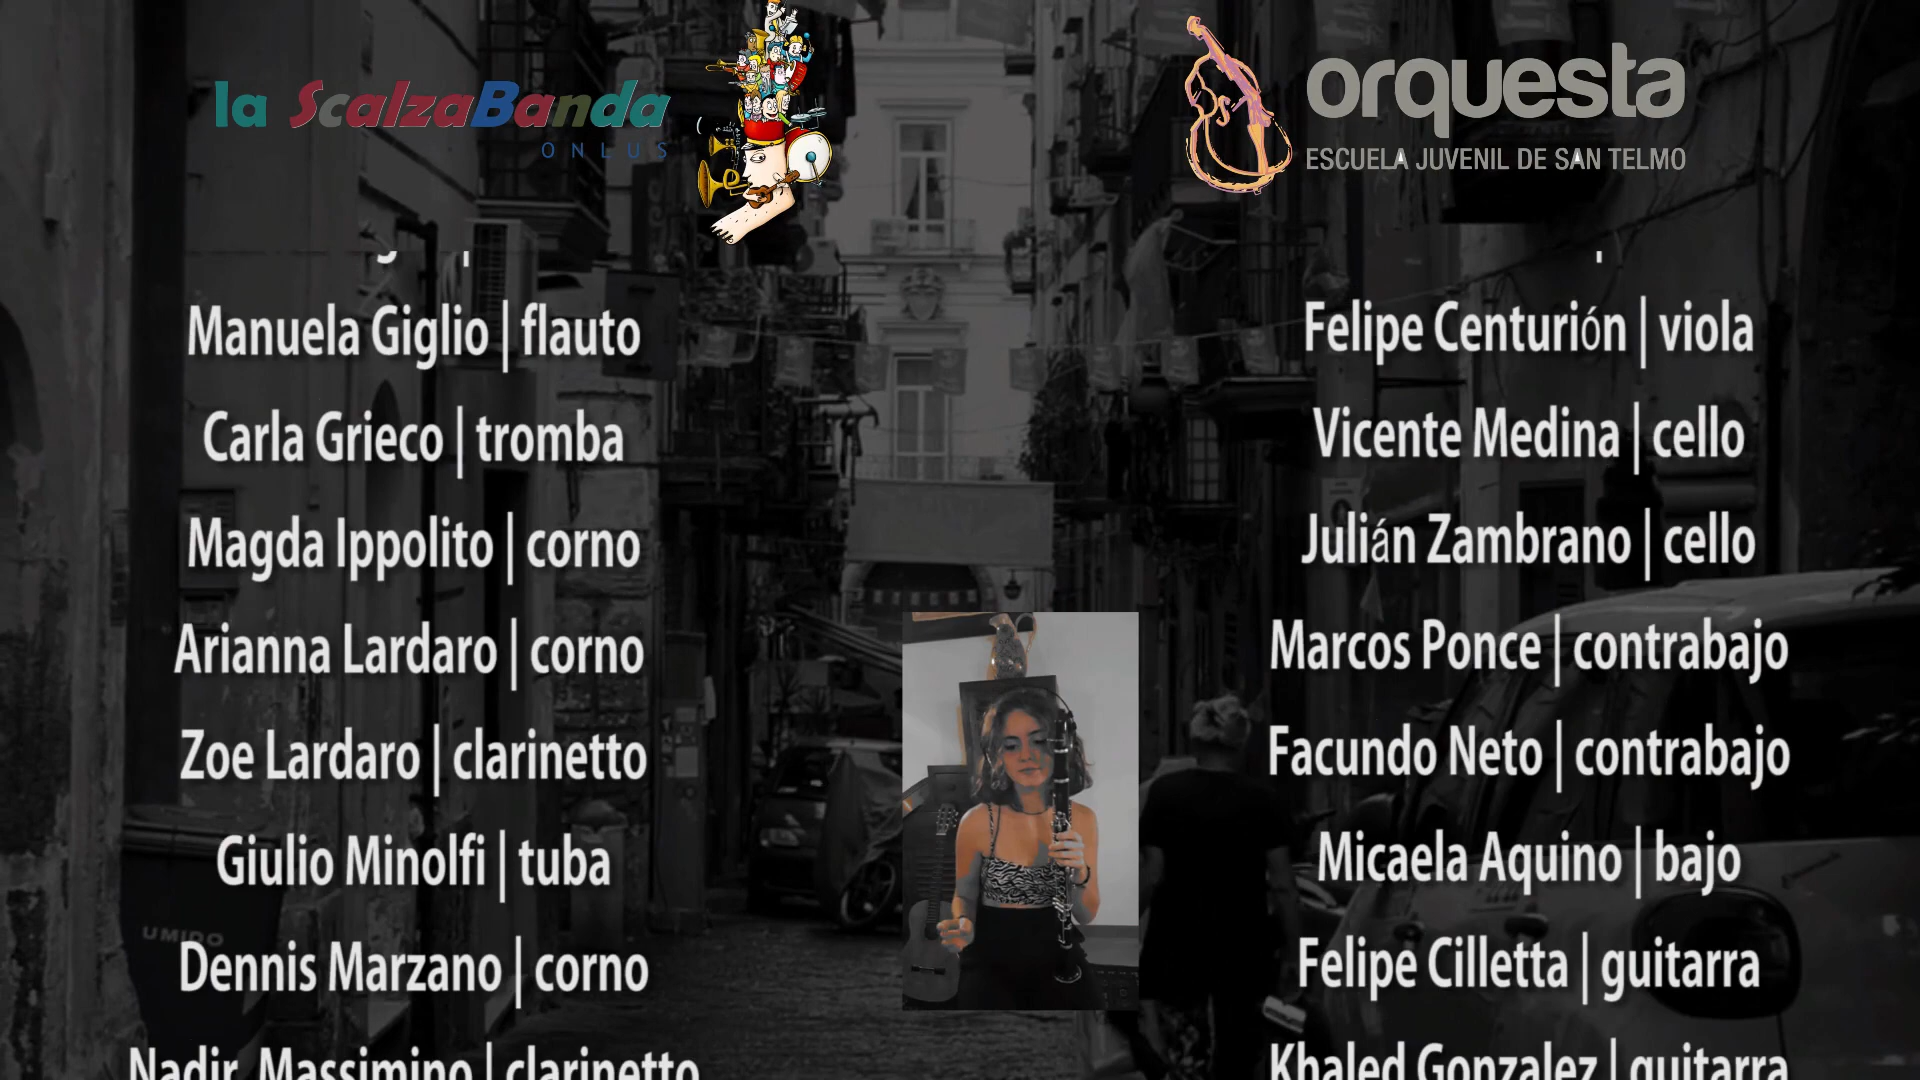 la ScalzaBanda
ONLUS
orquesta
ESCUELA JUVENIL DE SAN TELMO
Manuela Giglio | flauto
Carla Grieco | tromba
Magda Ippolito | corno
Arianna Lardaro | corno
Zoe Lardaro | clarinetto
Giulio Minolfi | tuba
Dennis Marzano | corno
Nadir Massimino | clarinetto
Felipe Centurión | viola
Vicente Medina | cello
Julián Zambrano | cello
Marcos Ponce | contrabajo
Facundo Neto | contrabajo
Micaela Aquino | bajo
Felipe Cilletta | guitarra
Khaled Gonzalez | guitarra
UMIDO